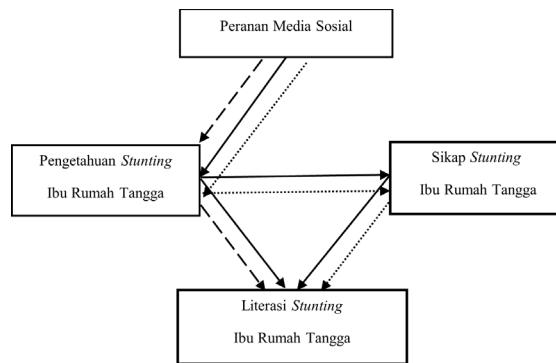 Peranan Media Sosial
Pengetahuan Stunting
Ibu Rumah Tangga
Sikap Stunting
Ibu Rumah Tangga
Literasi Stunting
Ibu Rumah Tangga